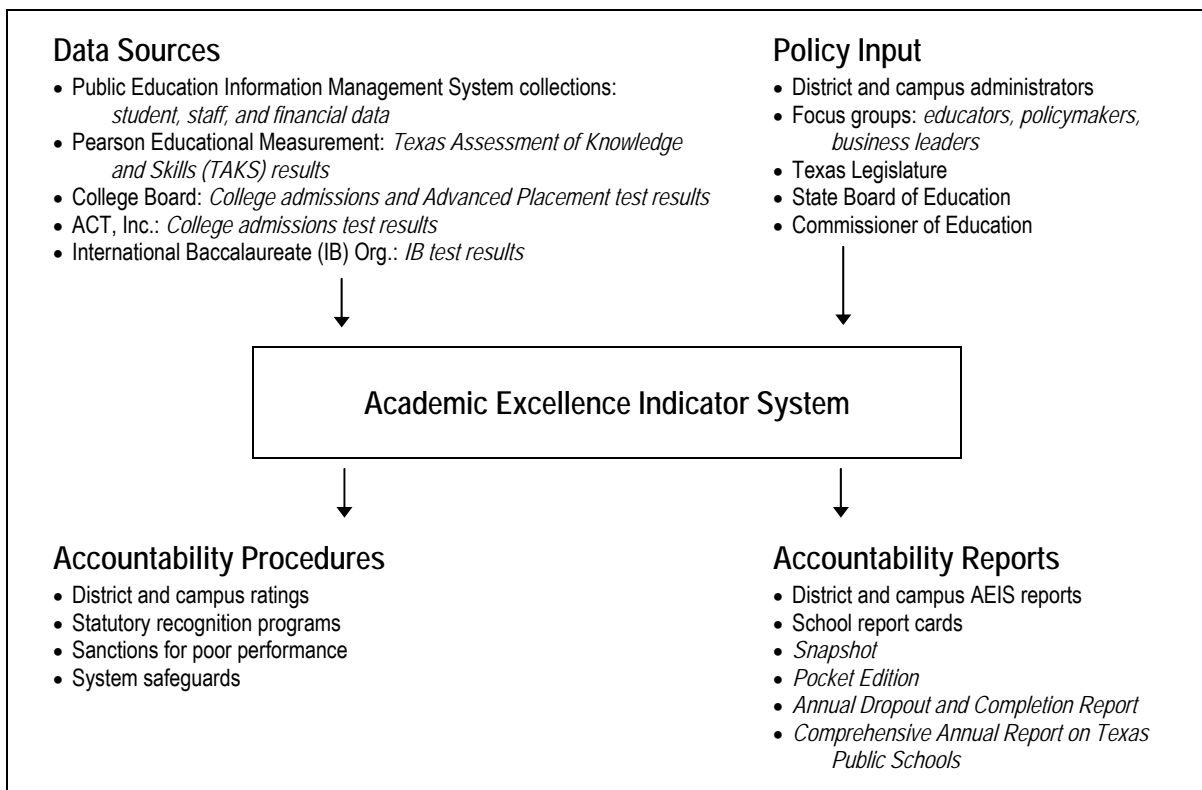 Data Sources
• Public Education Information Management System collections:
student, staff, and financial data
• Pearson Educational Measurement: Texas Assessment of Knowledge
and Skills (TAKS) results
• College Board: College admissions and Advanced Placement test results
• ACT, Inc.: College admissions test results
• International Baccalaureate (IB) Org.: IB test results
Policy Input
• District and campus administrators
• Focus groups: educators, policymakers,
business leaders
• Texas Legislature
• State Board of Education
• Commissioner of Education
Academic Excellence Indicator System
Accountability Procedures
• District and campus ratings
• Statutory recognition programs
• Sanctions for poor performance
• System safeguards
Accountability Reports
• District and campus AEIS reports
• School report cards
• Snapshot
• Pocket Edition
• Annual Dropout and Completion Report
• Comprehensive Annual Report on Texas
Public Schools